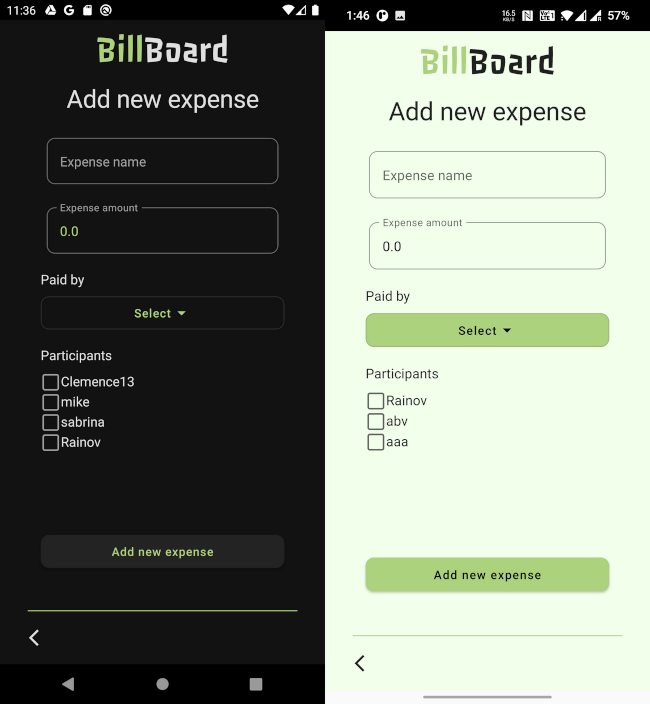 11:36
BillBoard
Add new expense
Expense name
Expense amount
0.0
Paid by
Select
Participants
Clemence13
mike
sabrina
Rainov
Add new expense
1:46
16.5
KB/S
57%
BillBoard
Add new expense
Expense name
Expense amount
0.0
Paid by
Select
Participants
Rainov
abv
aaa
Add new expense